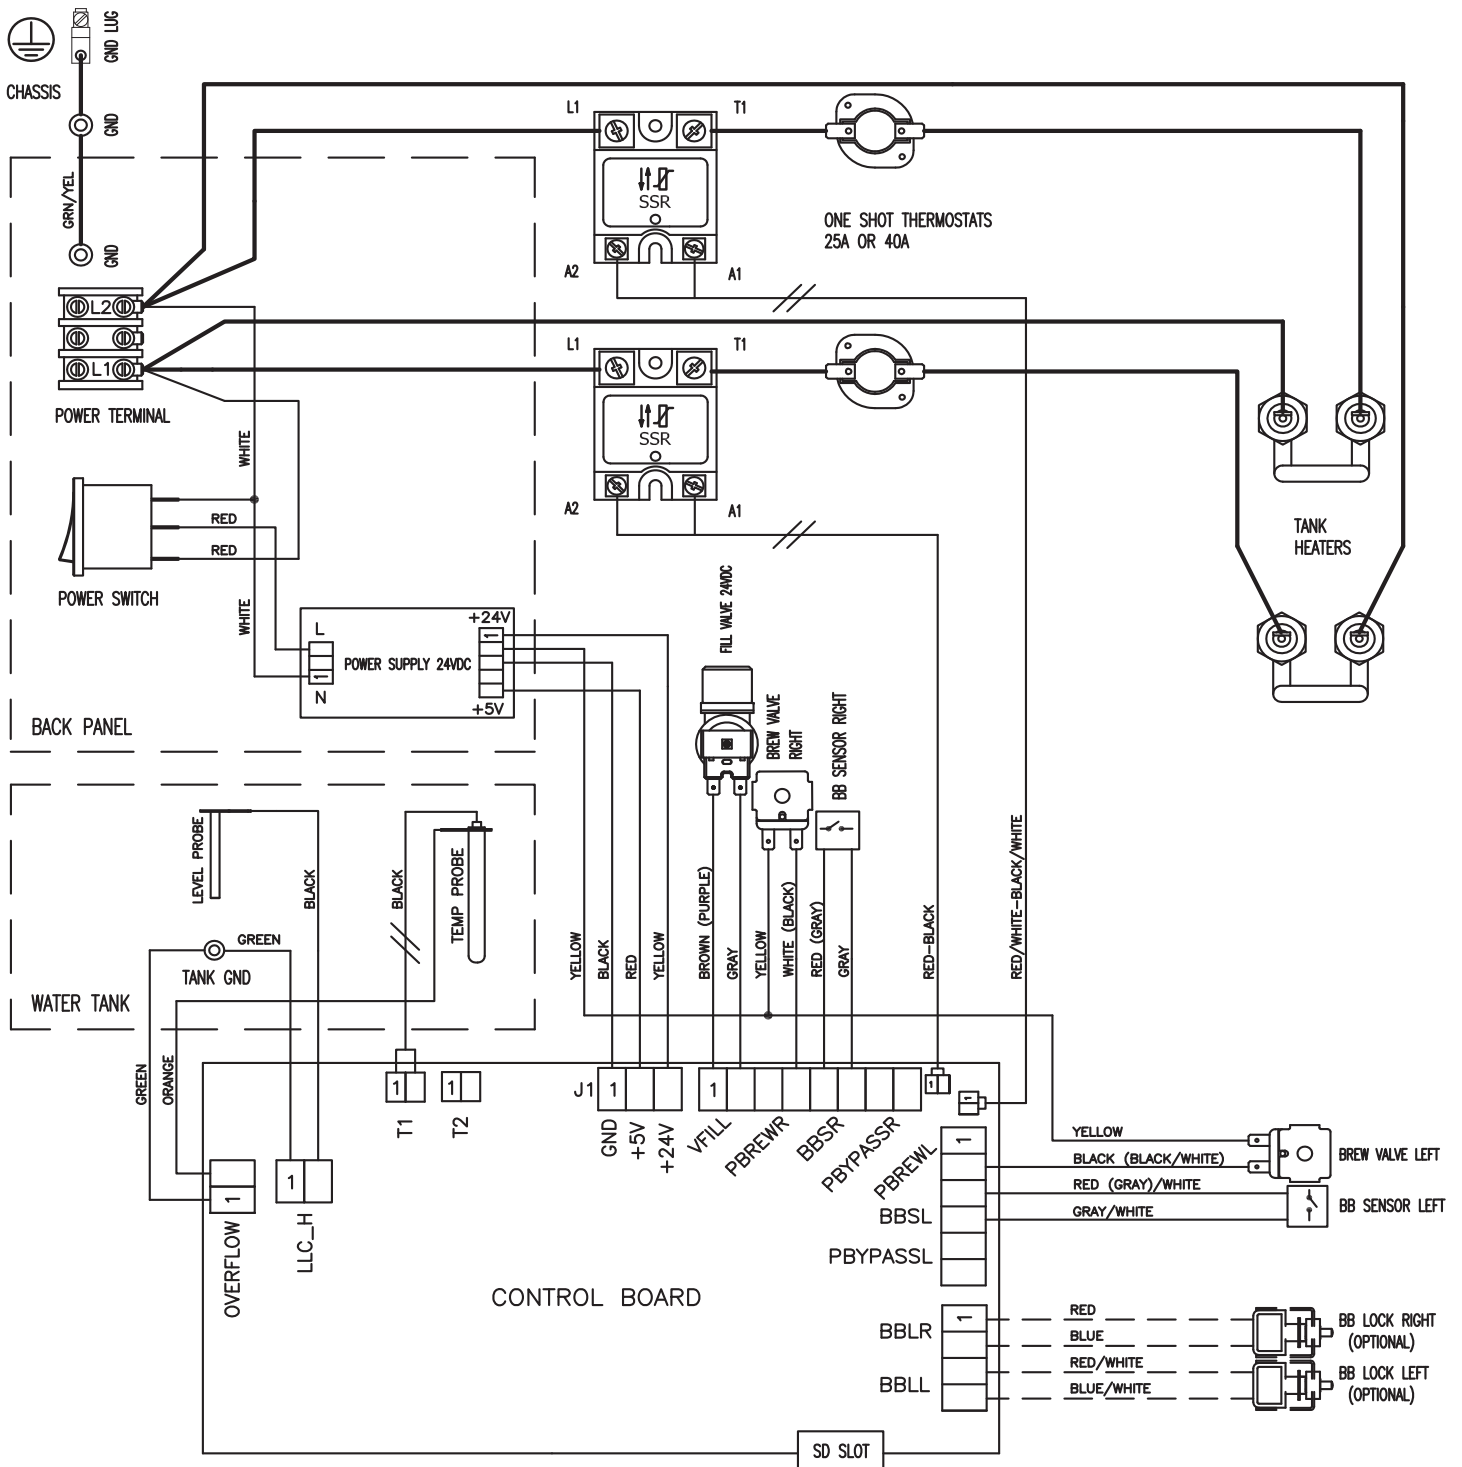 GND LUG
CHASSIS
GND
GRN/YEL
GND
L2
L1
POWER TERMINAL
L1
T1
SSR
A2
A1
ONE SHOT THERMOSTATS
25A OR 40A
L1
T1
SSR
A2
A1
TANK
HEATERS
WHITE
RED
RED
POWER SWITCH
WHITE
L
1
N
POWER SUPPLY 24VDC
+24V
1
+5V
BACK PANEL
FILL VALVE 24VDC
BREW VALVE
RIGHT
BB SENSOR RIGHT
LEVEL PROBE
BLACK
BLACK
TEMP PROBE
GREEN
TANK GND
WATER TANK
YELLOW
BLACK
RED
YELLOW
BROWN (PURPLE)
GRAY
YELLOW
WHITE (BLACK)
RED (GRAY)
GRAY
RED-BLACK
RED/WHITE-BLACK/WHITE
GREEN
ORANGE
1
T1
1
T2
J1
1
GND
+5V
+24V
1
VFILL
PBREWR
BBSR
PBYPASSR
1
1
1
PBREWL
BBSL
PBYPASSL
YELLOW
BLACK (BLACK/WHITE)
RED (GRAY)/WHITE
GRAY/WHITE
BREW VALVE LEFT
BB SENSOR LEFT
1
OVERFLOW
1
LLC_H
CONTROL BOARD
1
BBLR
BBLL
RED
BLUE
RED/WHITE
BLUE/WHITE
BB LOCK RIGHT
(OPTIONAL)
BB LOCK LEFT
(OPTIONAL)
SD SLOT